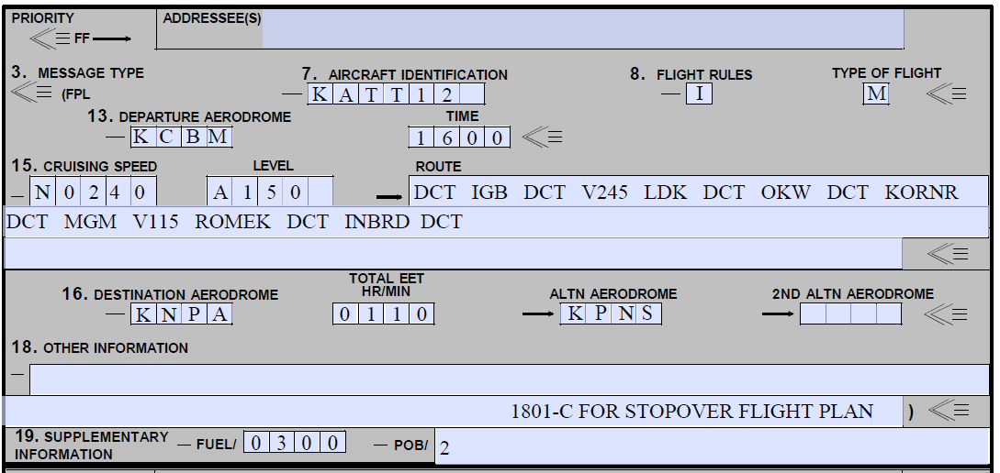 PRIORITY ADDRESSEE(S)
FF
3. MESSAGE TYPE 7. AIRCRAFT IDENTIFICATION 8. FLIGHT RULES TYPE OF FLIGHT
(FPL — KATT12 — I M
13. DEPARTURE AERODROME TIME
— KCBM 1600
15. CRUISING SPEED LEVEL ROUTE
— N0240 A150 DCT IGB DCT V245 LDK DCT OKW DCT KORNR
DCT MGM V115 ROMEK DCT INBRD DCT
16. DESTINATION AERODROME TOTAL EET HR/MIN ALTN AERODROME 2ND ALTN AERODROME
— KNPA 0110 KPNS
18. OTHER INFORMATION
—
1801-C FOR STOPOVER FLIGHT PLAN )
19. SUPPLEMENTARY INFORMATION — FUEL/ 0300 — POB/ 2